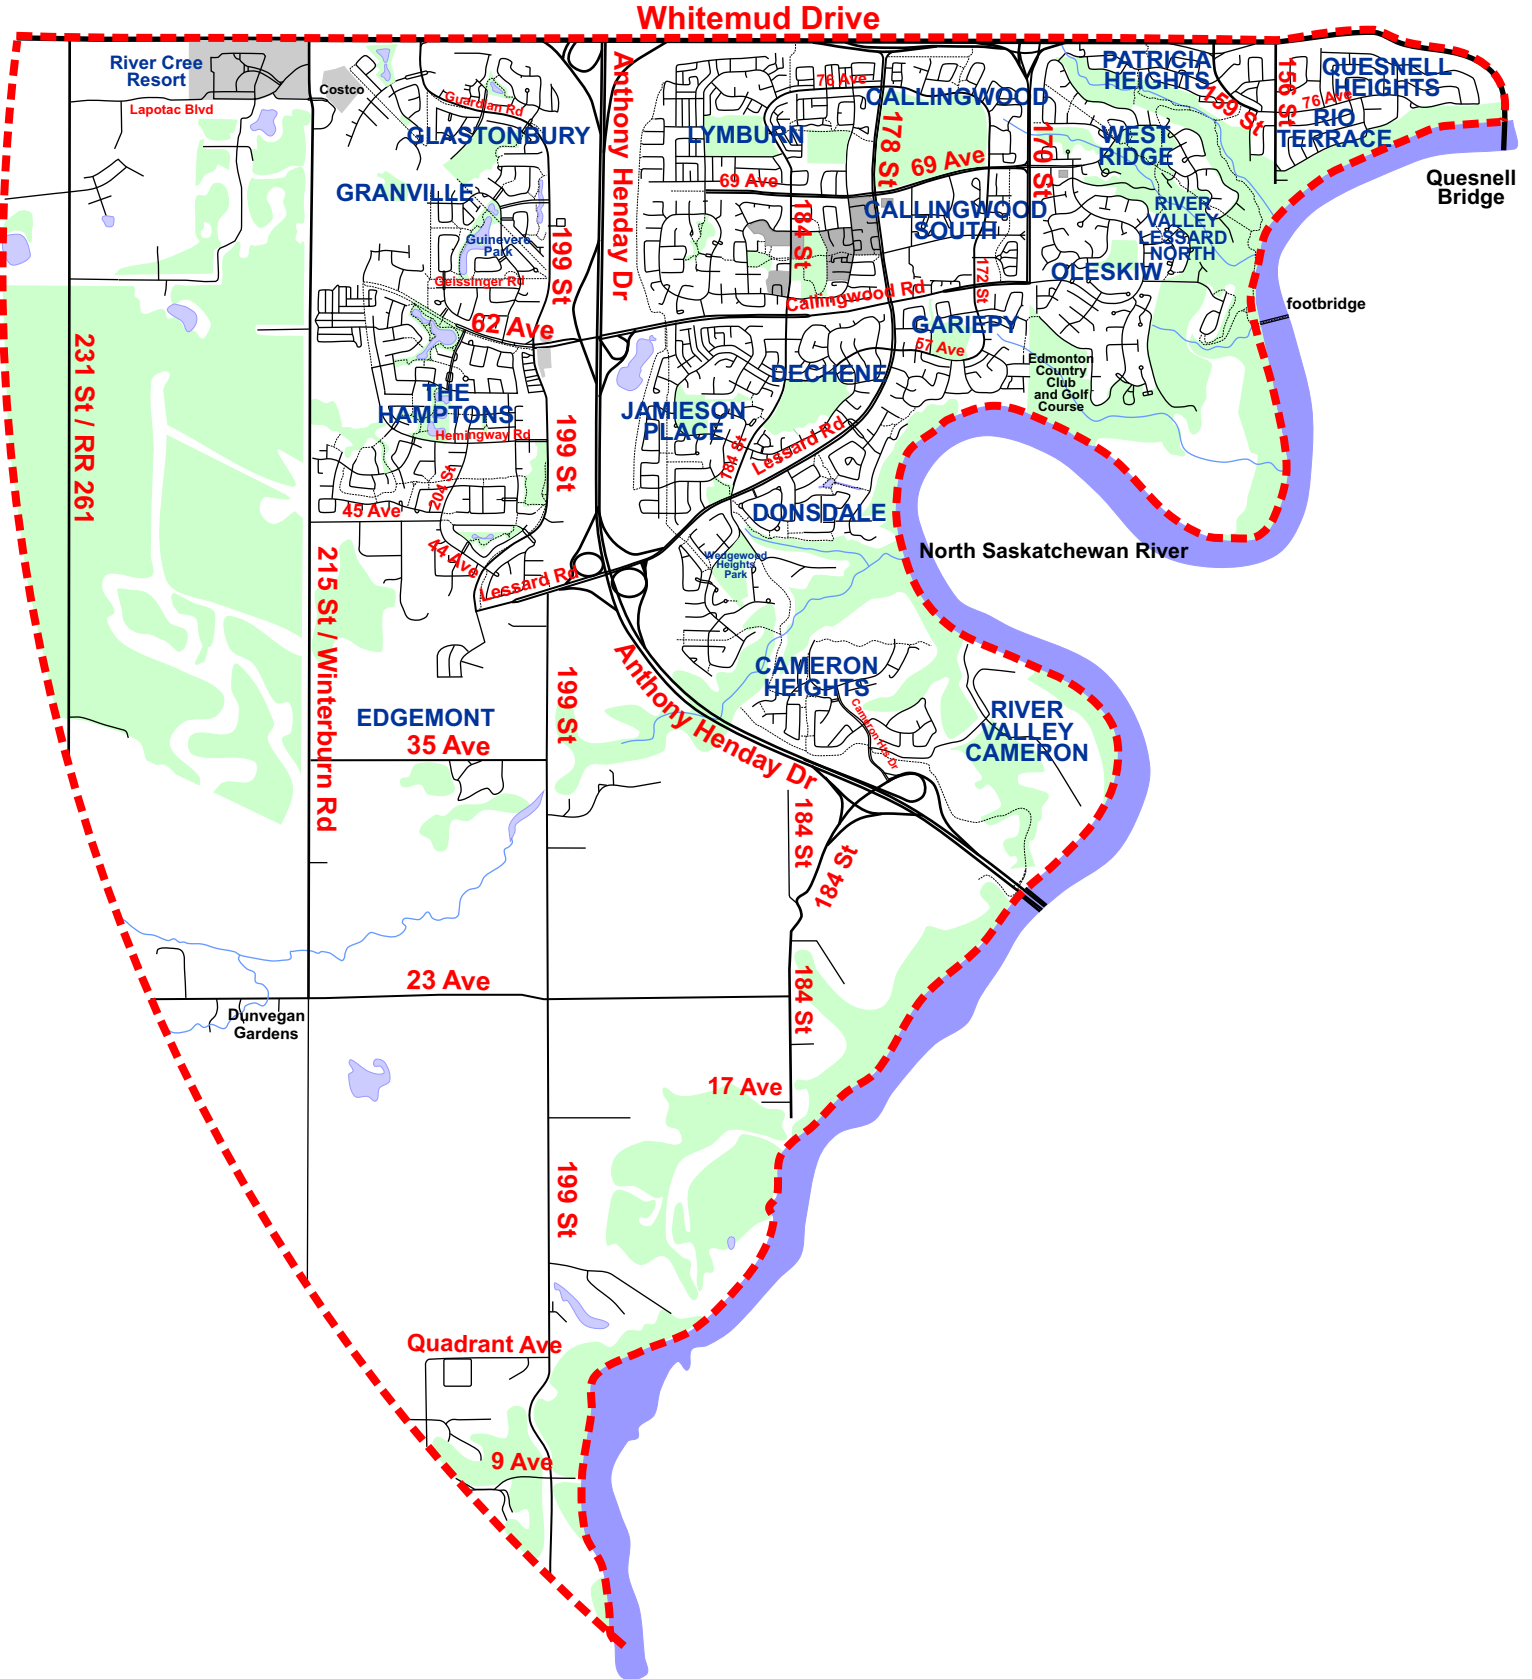 Whitemud Drive
River Cree
Resort
Lapotac Blvd
Costco
Guardian Rd
GLASTONBURY
GRANVILLE
Guinevere
Park
Geissinger Rd
62 Ave
199 St
Anthony Henday Dr
LYMBURN
76 Ave
CALLINGWOOD
178 St
69 Ave
69 Ave
170 St
184 St
CALLINGWOOD
SOUTH
172 St
Callingwood Rd
PATRICIA
HEIGHTS
159 St
156 St
QUESNELL
HEIGHTS
76 Ave
RIO
TERRACE
WEST
RIDGE
Quesnell
Bridge
RIVER
VALLEY
LESSARD
NORTH
OLESKIW
footbridge
GARIEPY
57 Ave
Edmonton
Country
Club
and Golf
Course
DECHENE
JAMIESON
PLACE
184 St
Lessard Rd
THE
HAMPTONS
Hemingway Rd
199 St
204 St
45 Ave
44 Ave
Lessard Rd
231 St / RR 261
215 St / Winterburn Rd
DONSDALE
North Saskatchewan River
Wedgewood
Heights
Park
CAMERON
HEIGHTS
Cameron Hts Dr
RIVER
VALLEY
CAMERON
Anthony Henday Dr
199 St
EDGEMONT
35 Ave
184 St
184 St
184 St
23 Ave
Dunvegan
Gardens
17 Ave
199 St
Quadrant Ave
9 Ave